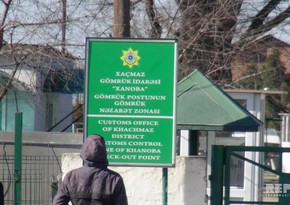 XAÇMAZ
GÖMRÜK İDARƏSİ
"XANOBA"
GÖMRÜK POSTUNUN
GÖMRÜK
NƏZARƏT ZONASI
CUSTOMS OFFICE
OF KHACHMAZ
DISTRICT
CUSTOMS CONTROL
ZONE OF KHANOBA
CHECK-OUT POINT